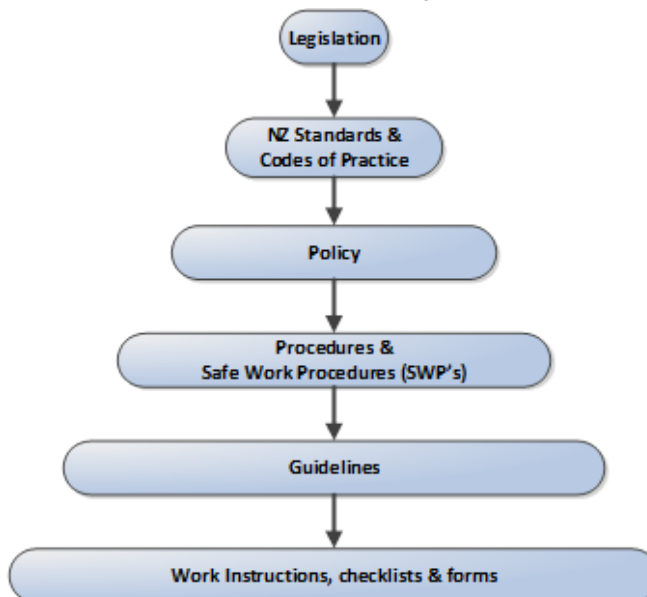 Legislation
NZ Standards &
Codes of Practice
Policy
Procedures &
Safe Work Procedures (SWP's)
Guidelines
Work Instructions, checklists & forms